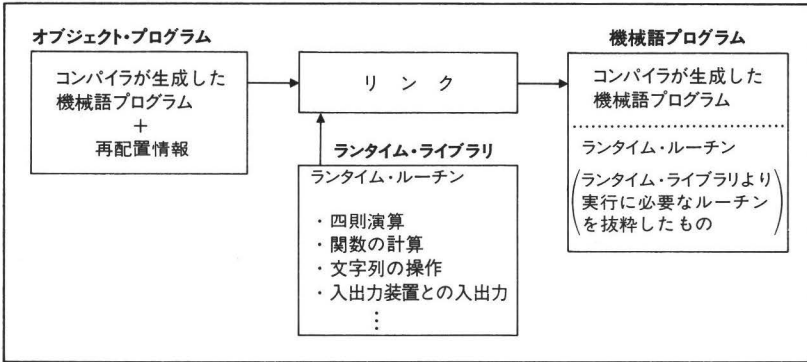 オブジェクト・プログラム
コンパイラが生成した
機械語プログラム
+
再配置情報
リンク
ランタイム・ライブラリ
ランタイム・ルーチン
・四則演算
・関数の計算
・文字列の操作
・入出力装置との入出力
⋮
機械語プログラム
コンパイラが生成した
機械語プログラム
ランタイム・ルーチン
(ランタイム・ライブラリより
実行に必要なルーチン
を抜粋したもの)